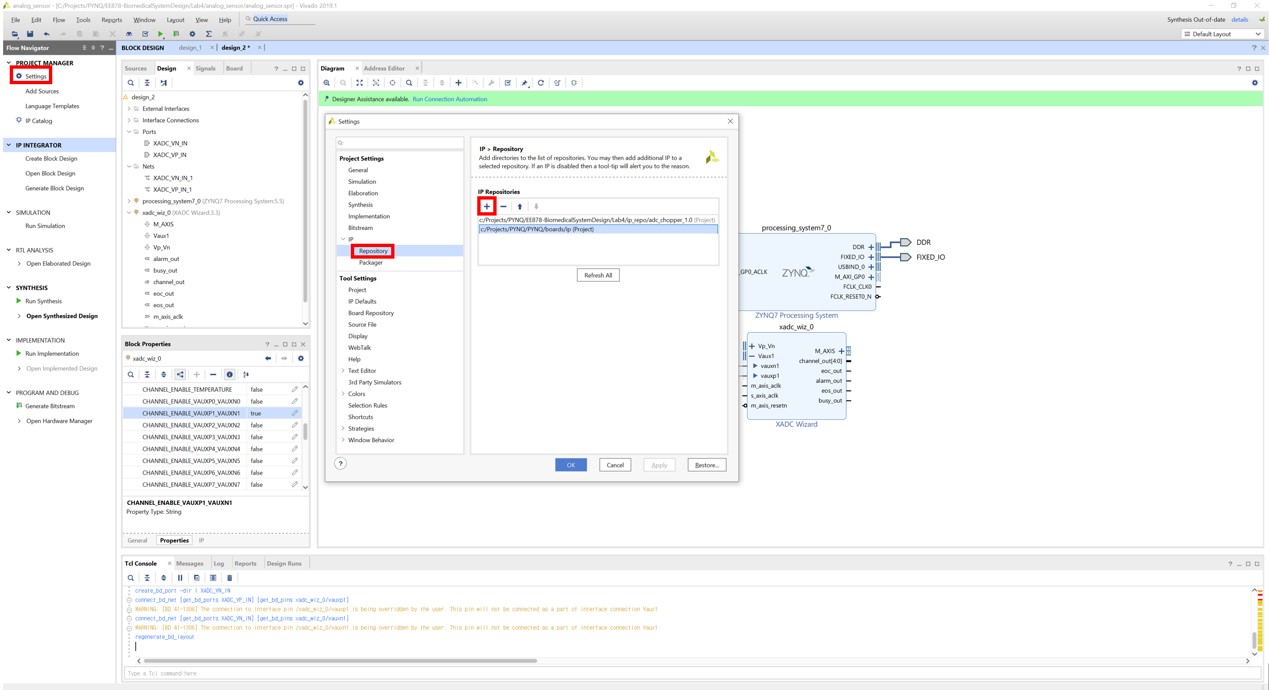 analog_sensor - [C:/Projects/PYNQ/EE878-BiomedicalSystemDesign/Lab4/analog_sensor/analog_sensor.xpr] - Vivado 2019.1
File Edit Flow Tools Reports Window Layout View Help Quick Access
Synthesis Out-of-date details
Default Layout
Flow Navigator
BLOCK DESIGN design_1 design_2 *
PROJECT MANAGER
Settings
Add Sources
Language Templates
IP Catalog
IP INTEGRATOR
Create Block Design
Open Block Design
Generate Block Design
SIMULATION
Run Simulation
RTL ANALYSIS
Open Elaborated Design
SYNTHESIS
Run Synthesis
Open Synthesized Design
IMPLEMENTATION
Run Implementation
Open Implemented Design
PROGRAM AND DEBUG
Generate Bitstream
Open Hardware Manager
Sources Design Signals Board
design_2
External Interfaces
Interface Connections
Ports
XADC_VN_IN
XADC_VP_IN
Nets
XADC_VN_IN_1
XADC_VP_IN_1
processing_system7_0 (ZYNQ7 Processing System:5.5)
xadc_wiz_0 (XADC Wizard:3.3)
M_AXIS
Vaux1
Vp_Vn
alarm_out
busy_out
channel_out
eoc_out
eos_out
m_axis_aclk
Block Properties
xadc_wiz_0
CHANNEL_ENABLE_TEMPERATURE false
CHANNEL_ENABLE_VAUXP0_VAUXN0 false
CHANNEL_ENABLE_VAUXP1_VAUXN1 true
CHANNEL_ENABLE_VAUXP2_VAUXN2 false
CHANNEL_ENABLE_VAUXP3_VAUXN3 false
CHANNEL_ENABLE_VAUXP4_VAUXN4 false
CHANNEL_ENABLE_VAUXP5_VAUXN5 false
CHANNEL_ENABLE_VAUXP6_VAUXN6 false
CHANNEL_ENABLE_VAUXP7_VAUXN7 false
CHANNEL_ENABLE_VAUXP1_VAUXN1
Property Type: String
General Properties IP
Diagram Address Editor
Designer Assistance available. Run Connection Automation
Settings
Project Settings
General
Simulation
Elaboration
Synthesis
Implementation
Bitstream
IP
Repository
Packager
Tool Settings
Project
IP Defaults
Board Repository
Source File
Display
WebTalk
Help
Text Editor
3rd Party Simulators
Colors
Selection Rules
Shortcuts
Strategies
Window Behavior
IP > Repository
Add directories to the list of repositories. You may then add additional IP to a
selected repository. If an IP is disabled then a tool-tip will alert you to the reason.
IP Repositories
c:/Projects/PYNQ/EE878-BiomedicalSystemDesign/Lab4/ip_repo/adc_chopper_1.0 (Project)
c:/Projects/PYNQ/PYNQ/boards/ip (Project)
Refresh All
OK Cancel Apply Restore...
processing_system7_0
_GP0_ACLK
ZYNQ
DDR
FIXED_IO
USBIND_0
M_AXI_GP0
FCLK_CLK0
FCLK_RESET0_N
DDR
FIXED_IO
ZYNQ7 Processing System
xadc_wiz_0
Vp_Vn
Vaux1
vauxn1
vauxp1
m_axis_aclk
s_axis_aclk
m_axis_resetn
M_AXIS
channel_out[4:0]
eoc_out
alarm_out
eos_out
busy_out
XADC Wizard
Tcl Console Messages Log Reports Design Runs
create_bd_port -dir I XADC_VN_IN
connect_bd_net [get_bd_ports XADC_VP_IN] [get_bd_pins xadc_wiz_0/vauxp1]
WARNING: [BD 41-1306] The connection to interface pin /xadc_wiz_0/vauxp1 is being overridden by the user. This pin will not be connected as a part of interface connection Vaux1
connect_bd_net [get_bd_ports XADC_VN_IN] [get_bd_pins xadc_wiz_0/vauxn1]
WARNING: [BD 41-1306] The connection to interface pin /xadc_wiz_0/vauxn1 is being overridden by the user. This pin will not be connected as a part of interface connection Vaux1
regenerate_bd_layout
Type a Tcl command here